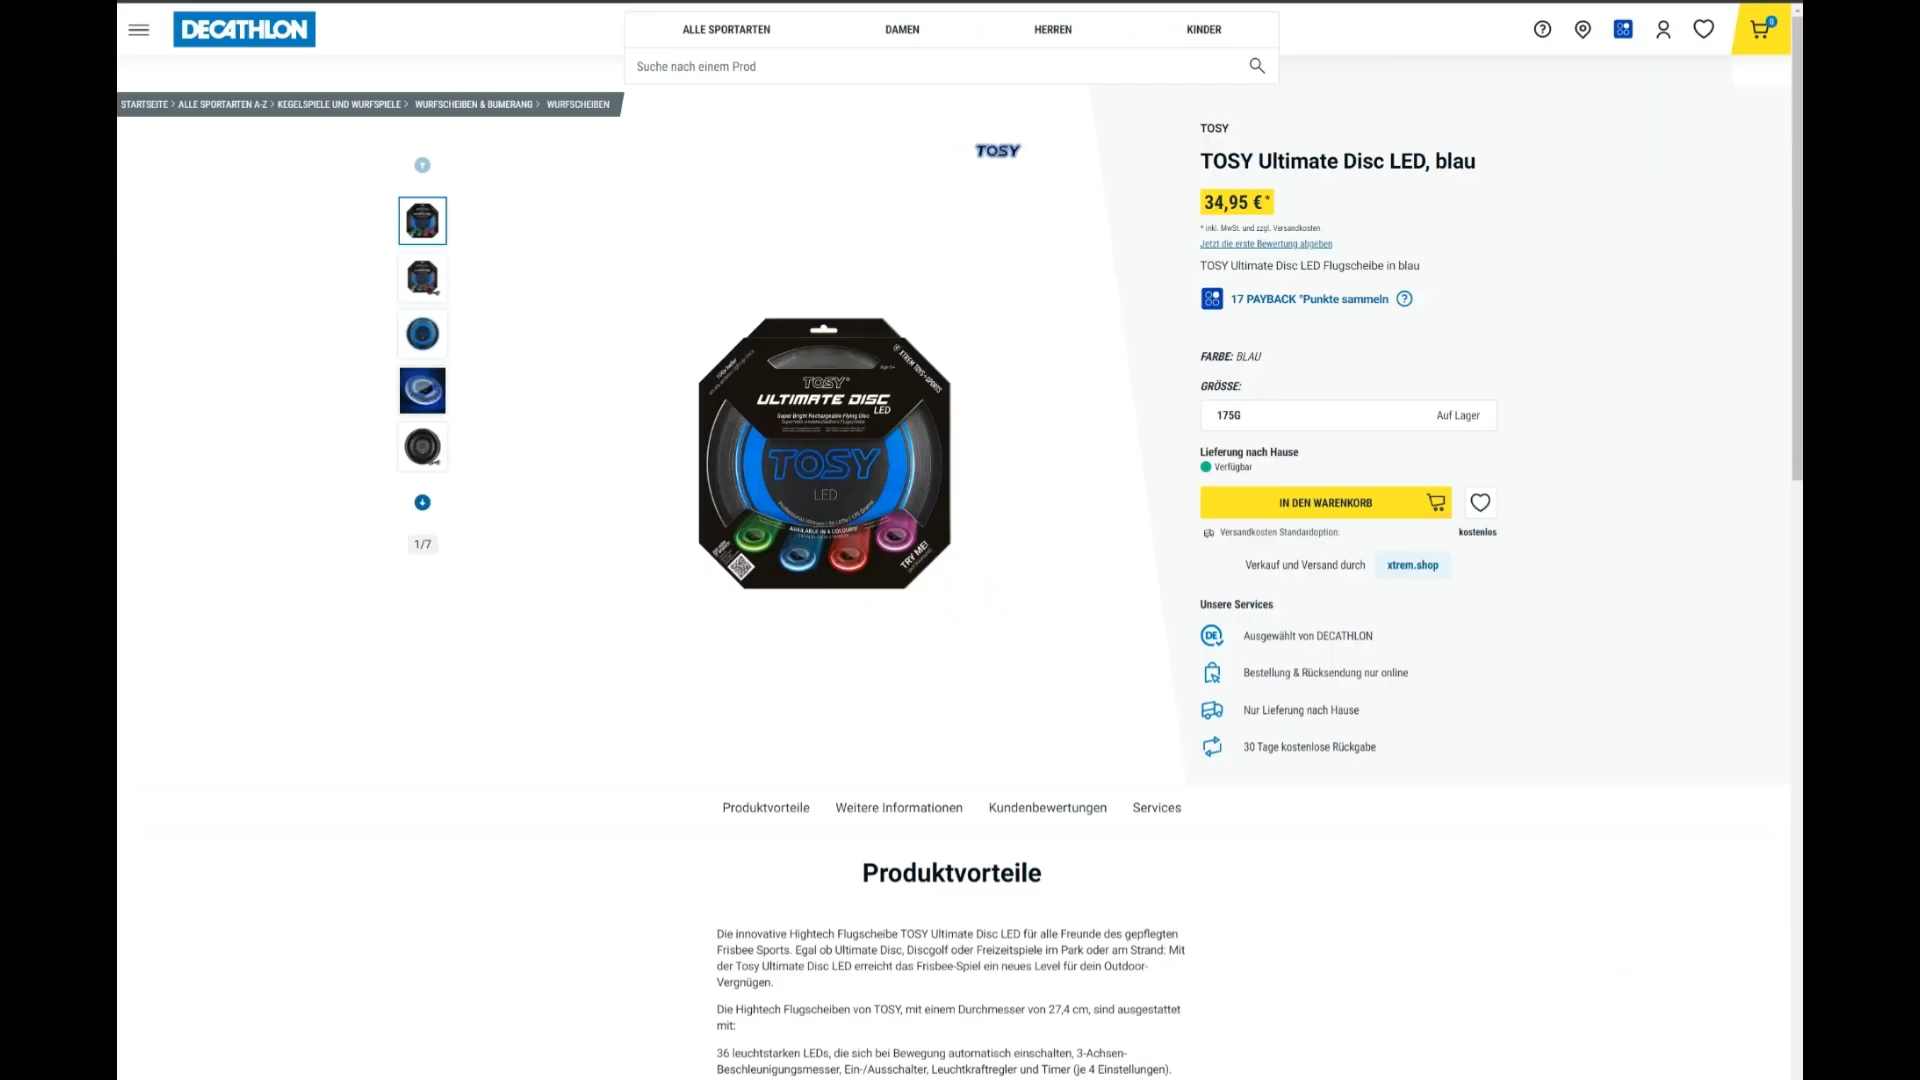 DECATHLON
ALLE SPORTARTEN
DAMEN
HERREN
KINDER
0
Suche nach einem Prod
STARTSEITE > ALLE SPORTARTEN A-Z > KEGELSPIELE UND WURFSPIELE > WURFSCHEIBEN & BUMERANG > WURFSCHEIBEN
TOSY
1/7
TOSY
ULTIMATE DISC
LED
Super Bright Rechargeable Flying Disc
XTREM TOYS+SPORTS
TOSY
LED
AVAILABLE IN 4 COLOURS!
TRY ME!
TOSY
TOSY Ultimate Disc LED, blau
34,95 € *
* inkl. MwSt. und zzgl. Versandkosten
Jetzt die erste Bewertung abgeben
TOSY Ultimate Disc LED Flugscheibe in blau
17 PAYBACK °Punkte sammeln
FARBE: BLAU
GRÖSSE:
175G Auf Lager
Lieferung nach Hause
Verfügbar
IN DEN WARENKORB
Versandkosten Standardoption: kostenlos
Verkauf und Versand durch xtrem.shop
Unsere Services
DE
Ausgewählt von DECATHLON
Bestellung & Rücksendung nur online
Nur Lieferung nach Hause
30 Tage kostenlose Rückgabe
Produktvorteile
Weitere Informationen
Kundenbewertungen
Services
Produktvorteile
Die innovative Hightech Flugscheibe TOSY Ultimate Disc LED für alle Freunde des gepflegten
Frisbee Sports. Egal ob Ultimate Disc, Discgolf oder Freizeitspiele im Park oder am Strand: Mit
der Tosy Ultimate Disc LED erreicht das Frisbee-Spiel ein neues Level für dein Outdoor-
Vergnügen.
Die Hightech Flugscheiben von TOSY, mit einem Durchmesser von 27,4 cm, sind ausgestattet
mit:
36 leuchtstarken LEDs, die sich bei Bewegung automatisch einschalten, 3-Achsen-
Beschleunigungsmesser, Ein-/Ausschalter, Leuchtkraftregler und Timer (je 4 Einstellungen).